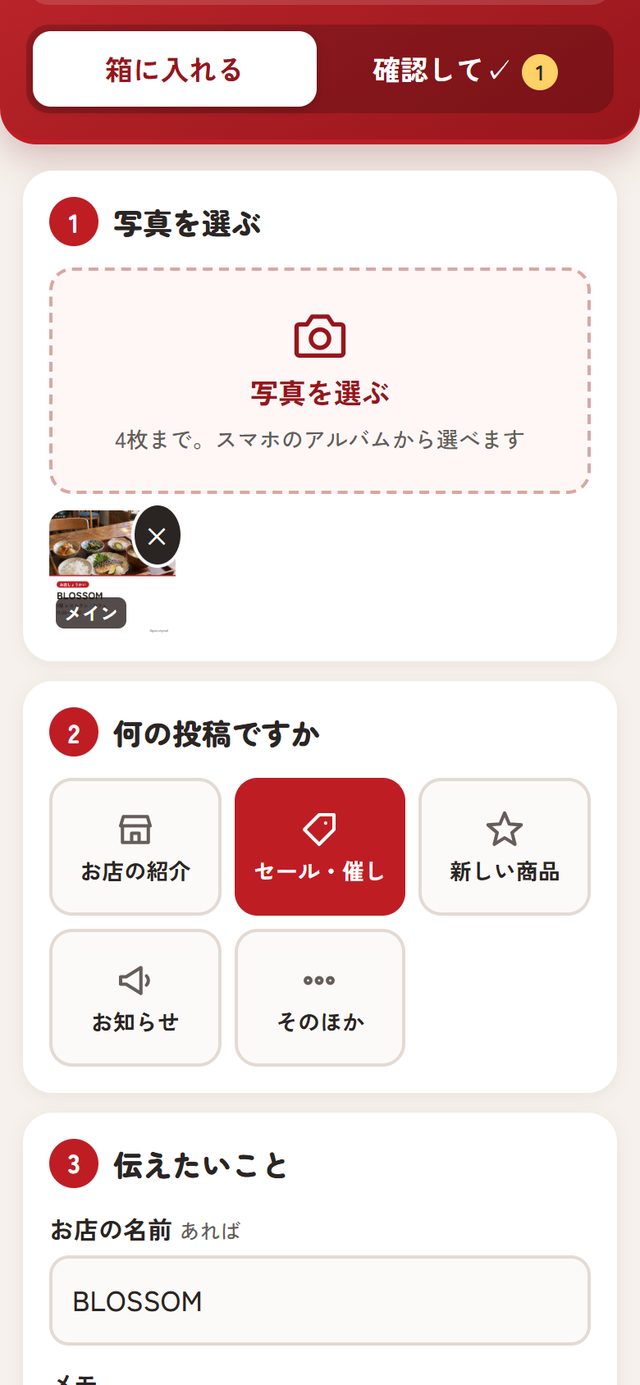 箱に入れる
確認して✓ 1
1 写真を選ぶ
写真を選ぶ
4枚まで。スマホのアルバムから選べます
BLOSSOM
メイン
2 何の投稿ですか
お店の紹介
セール・催し
新しい商品
お知らせ
そのほか
3 伝えたいこと
お店の名前 あれば
BLOSSOM
メモ